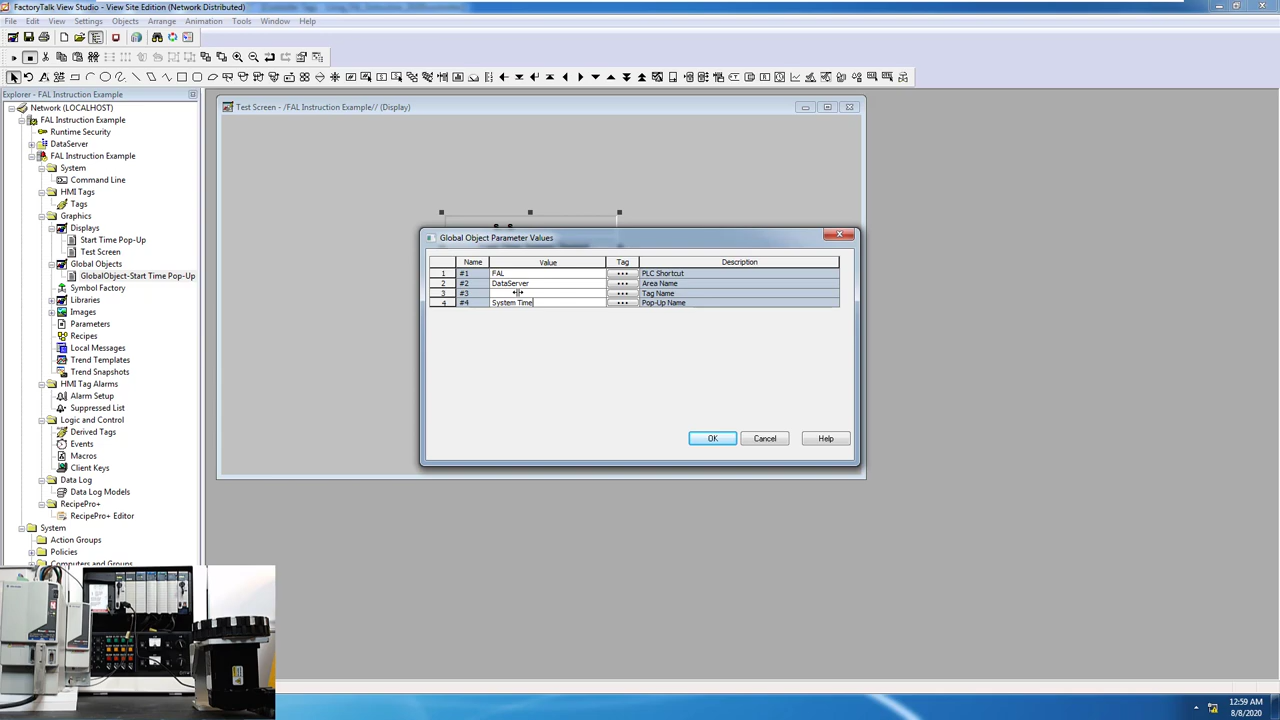 FactoryTalk View Studio - View Site Edition (Network Distributed)
File Edit View Settings Objects Arrange Animation Tools Window Help
Explorer - FAL Instruction Example
Network (LOCALHOST)
FAL Instruction Example
Runtime Security
DataServer
FAL Instruction Example
System
Command Line
HMI Tags
Tags
Graphics
Displays
Start Time Pop-Up
Test Screen
Global Objects
GlobalObject-Start Time Pop-Up
Symbol Factory
Libraries
Images
Parameters
Recipes
Local Messages
Trend Templates
Trend Snapshots
HMI Tag Alarms
Alarm Setup
Suppressed List
Logic and Control
Derived Tags
Events
Macros
Client Keys
Data Log
Data Log Models
RecipePro+
RecipePro+ Editor
System
Action Groups
Policies
Computers and Groups
Test Screen - /FAL Instruction Example// (Display)
Global Object Parameter Values
Name Value Tag Description
1 #1 FAL ... PLC Shortcut
2 #2 DataServer ... Area Name
3 #3 ... Tag Name
4 #4 System Time ... Pop-Up Name
OK Cancel Help
12:59 AM
8/8/2020